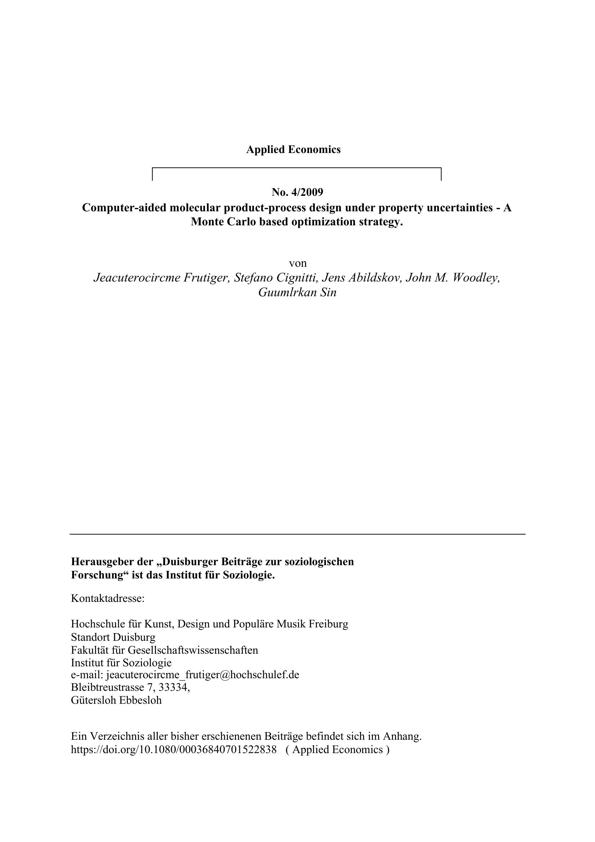 Applied Economics
No. 4/2009
Computer-aided molecular product-process design under property uncertainties - A
Monte Carlo based optimization strategy.
von
Jeacuterocircme Frutiger, Stefano Cignitti, Jens Abildskov, John M. Woodley,
Guumlrkan Sin
Herausgeber der „Duisburger Beiträge zur soziologischen
Forschung“ ist das Institut für Soziologie.
Kontaktadresse:
Hochschule für Kunst, Design und Populäre Musik Freiburg
Standort Duisburg
Fakultät für Gesellschaftswissenschaften
Institut für Soziologie
e-mail: jeacuterocircme_frutiger@hochschulef.de
Bleibtreustrasse 7, 33334,
Gütersloh Ebbesloh
Ein Verzeichnis aller bisher erschienenen Beiträge befindet sich im Anhang.
https://doi.org/10.1080/00036840701522838 ( Applied Economics )